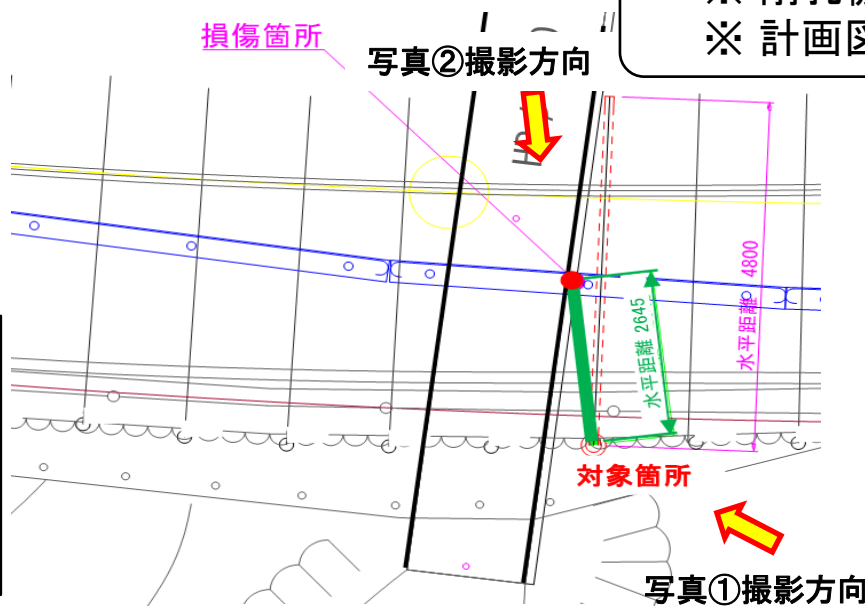 損傷箇所
写真②撮影方向
※ 計画図
水平距離 4800
水平距離 2645
対象箇所
写真①撮影方向